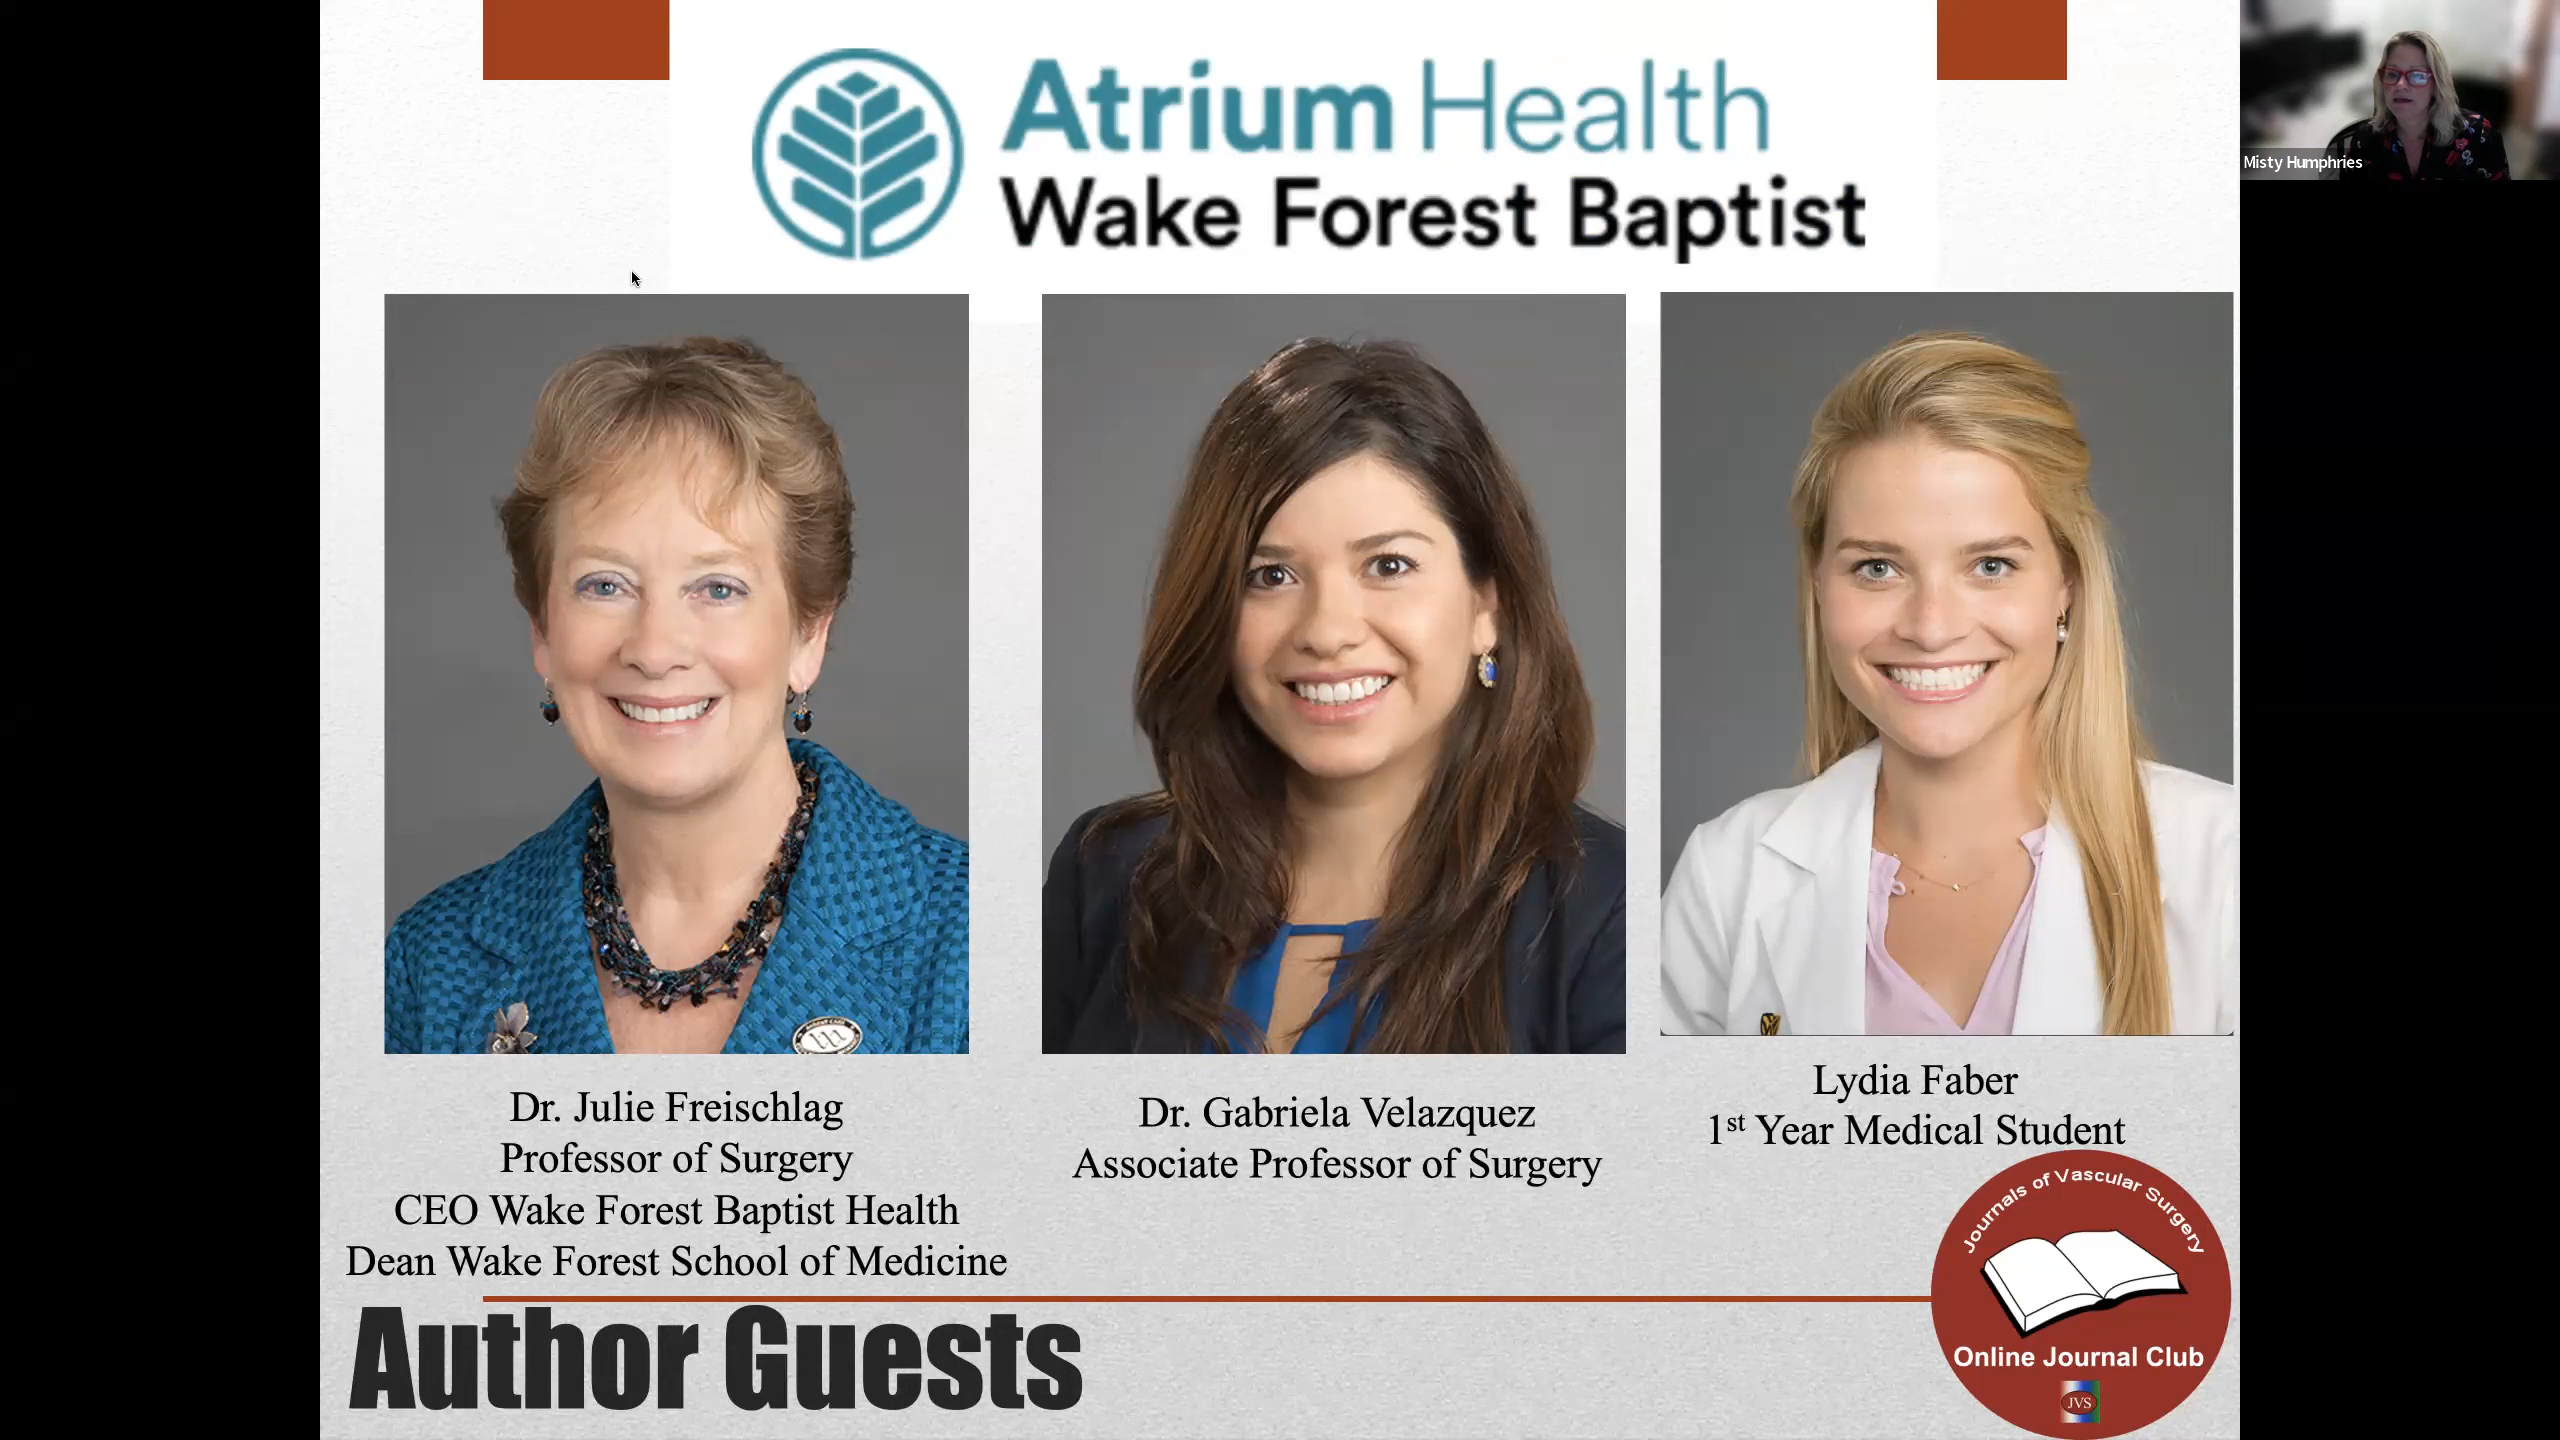 Atrium Health
Wake Forest Baptist
Misty Humphries
Dr. Julie Freischlag
Professor of Surgery
CEO Wake Forest Baptist Health
Dean Wake Forest School of Medicine
Dr. Gabriela Velazquez
Associate Professor of Surgery
Lydia Faber
1st Year Medical Student
Author Guests
Journals of Vascular Surgery
Online Journal Club
JVS